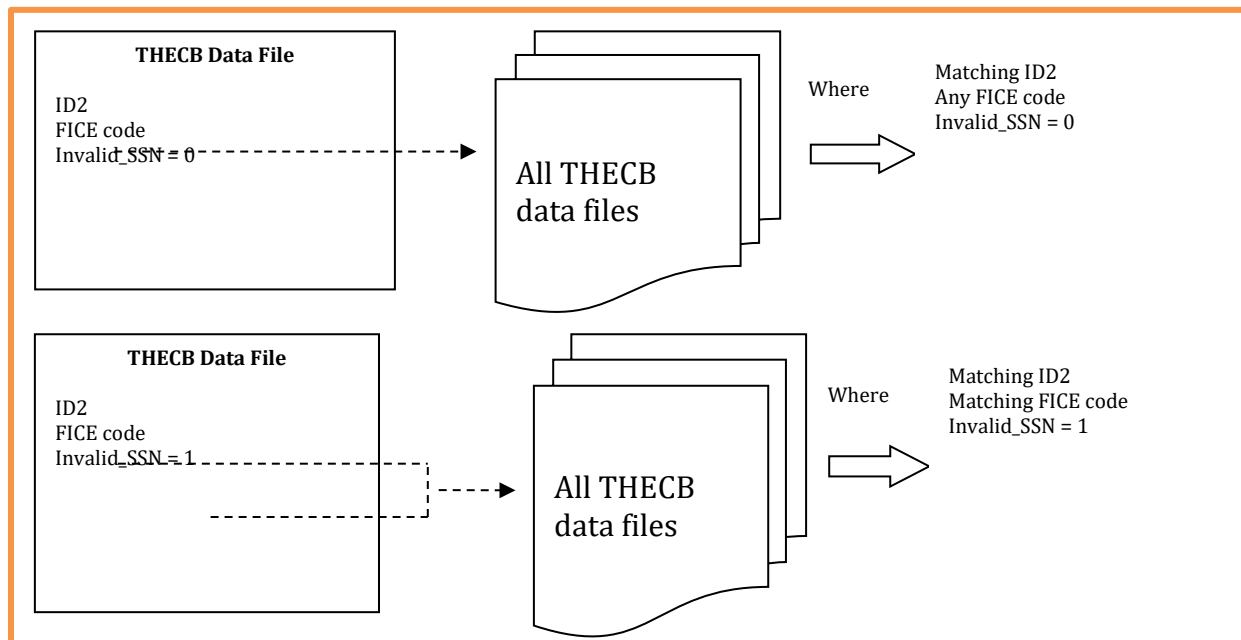 THECB Data File
ID2
FICE code
Invalid_SSN = 0
All THECB
data files
Where
Matching ID2
Any FICE code
Invalid_SSN = 0
THECB Data File
ID2
FICE code
Invalid_SSN = 1
All THECB
data files
Where
Matching ID2
Matching FICE code
Invalid_SSN = 1